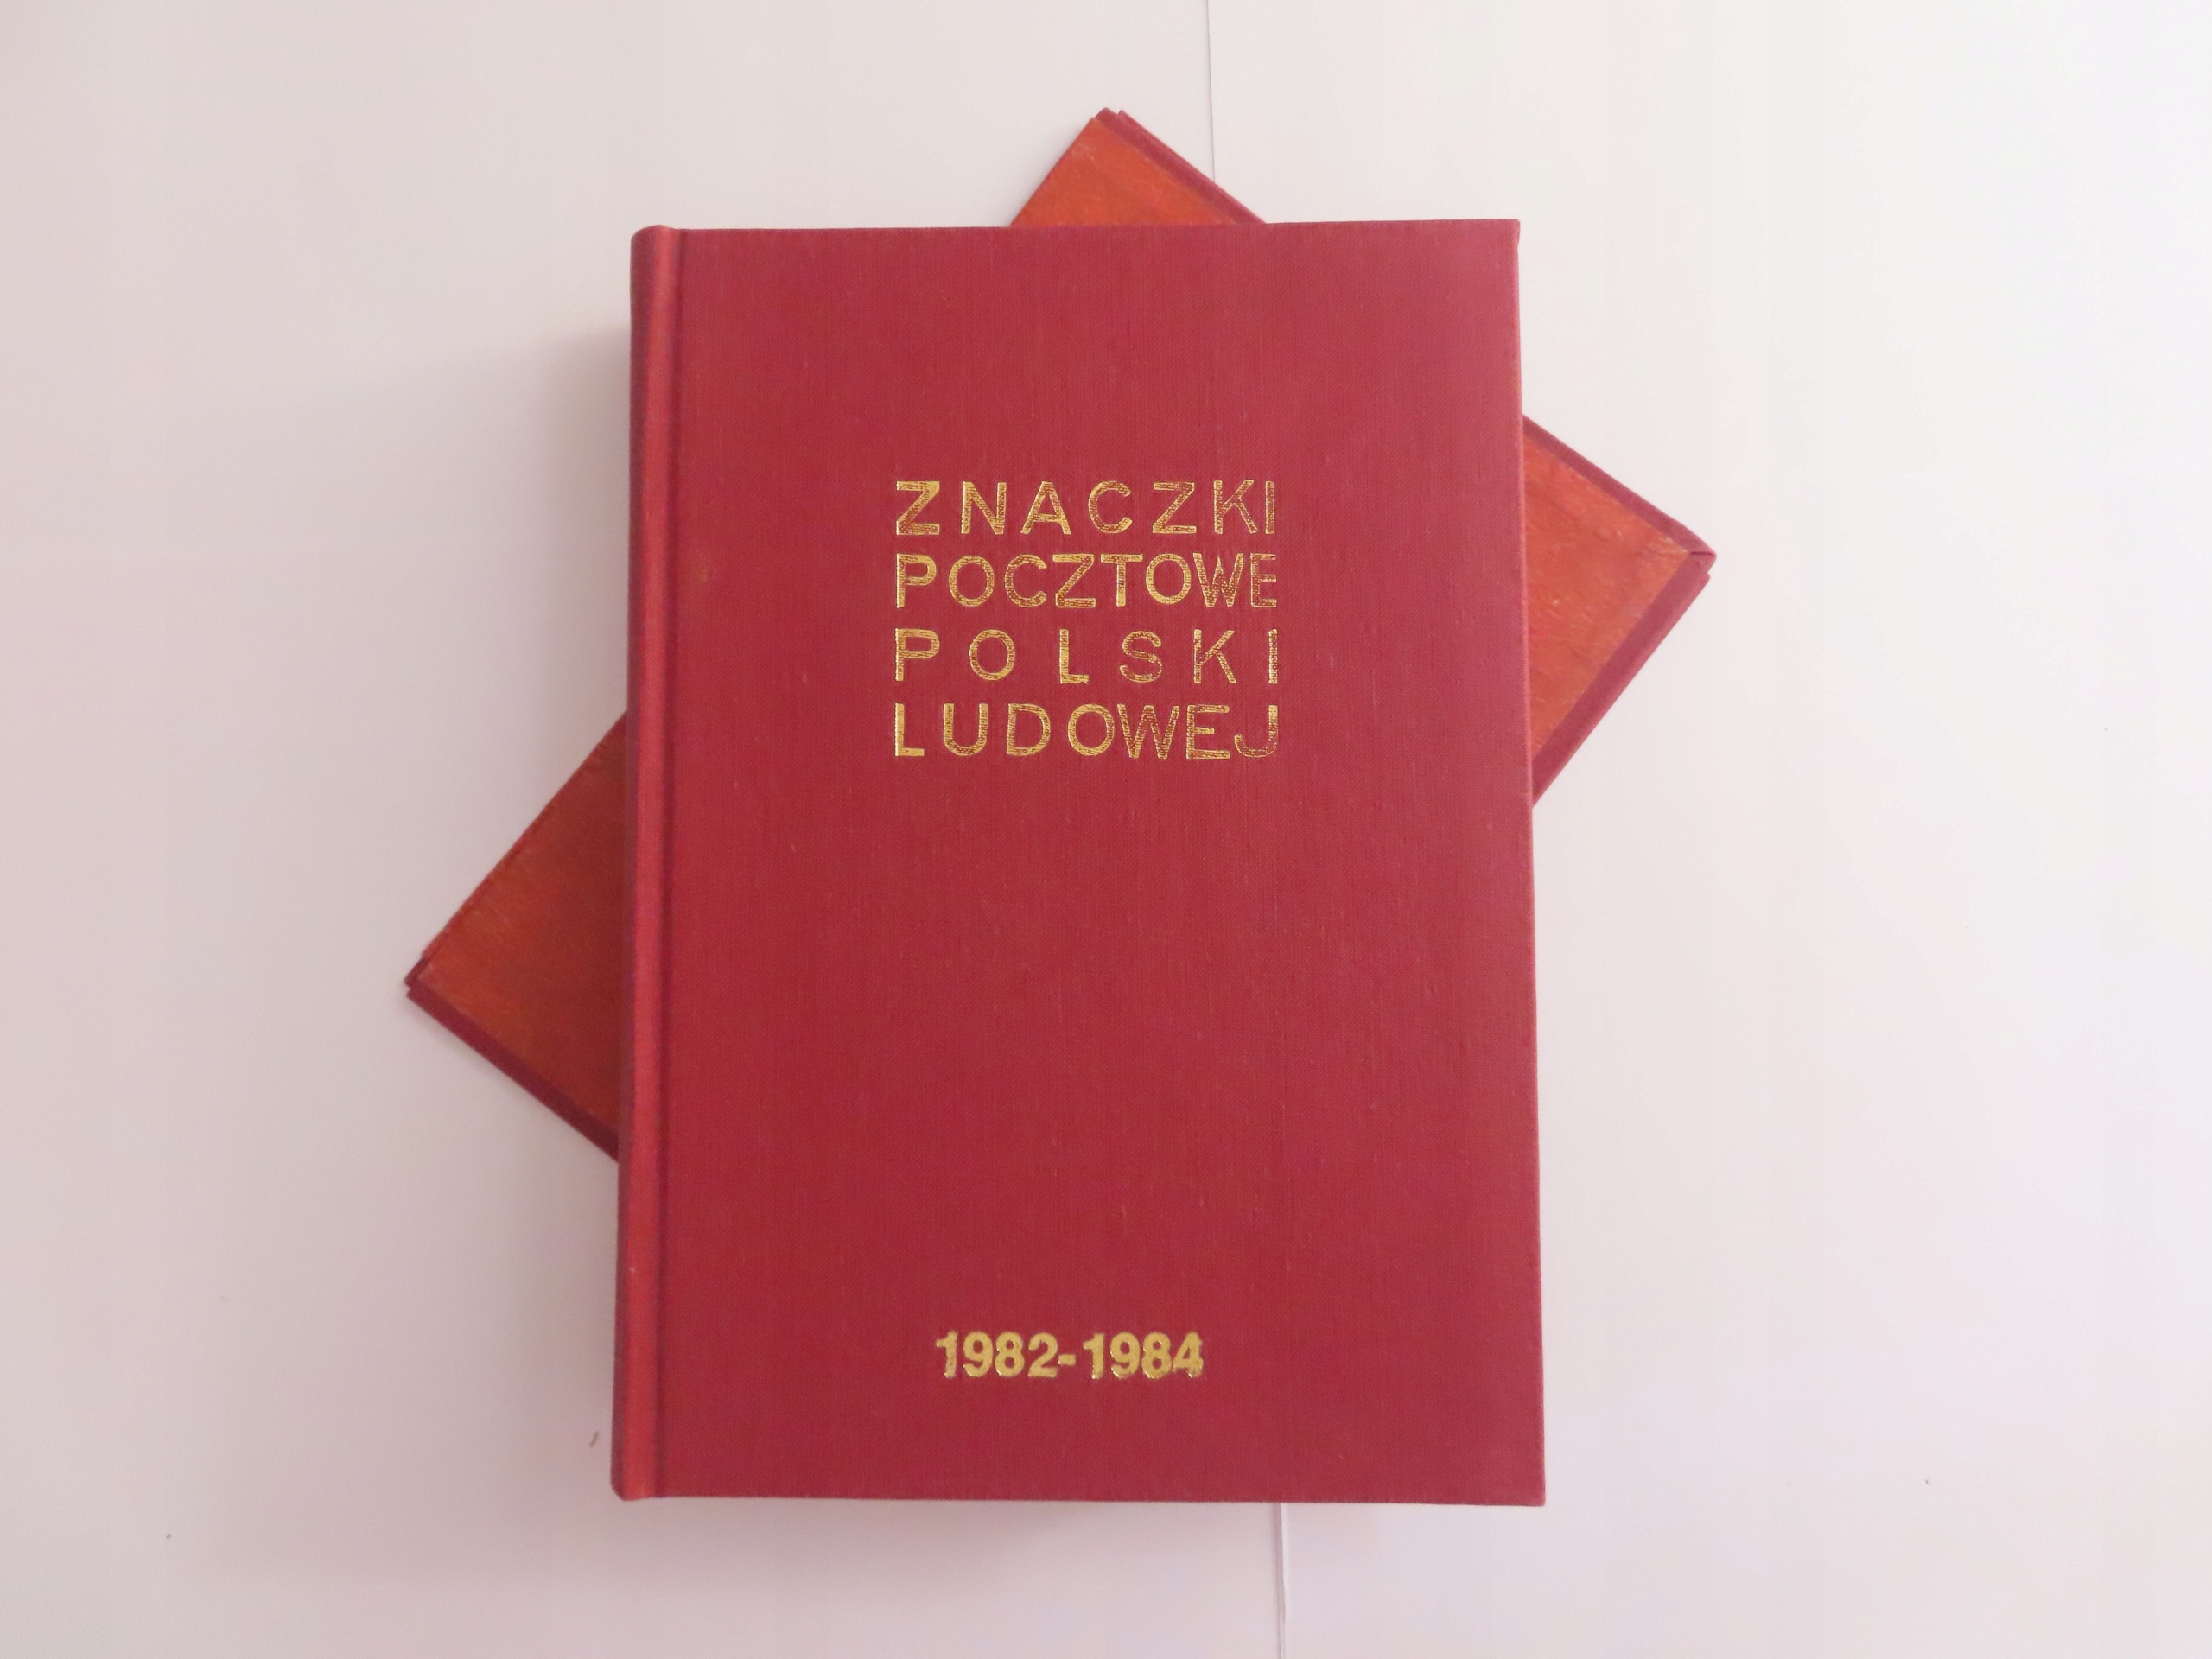 ZNACZKI
POCZTOWE
POLSKI
LUDOWEJ
1982-1984